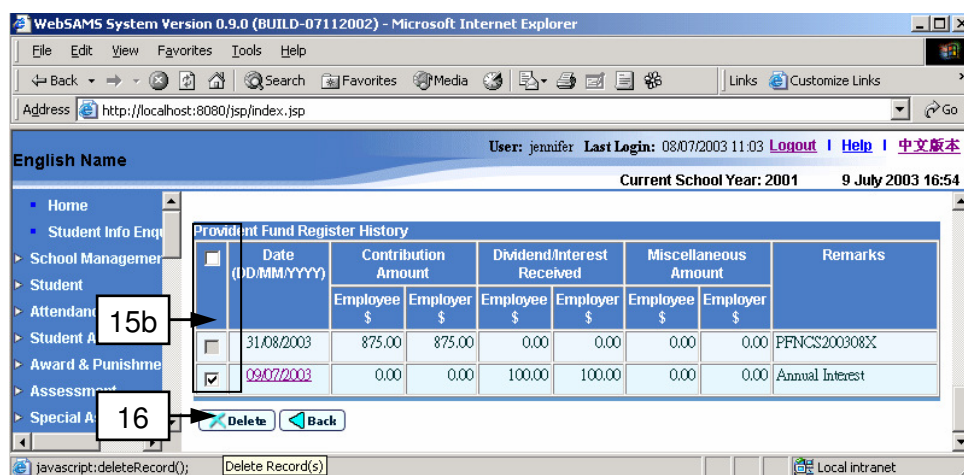 WebSAMS System Version 0.9.0 (BUILD-07112002) - Microsoft Internet Explorer
File Edit View Favorites Tools Help
Back Search Favorites Media Links Customize Links
Address http://localhost:8080/jsp/index.jsp Go
User: jennifer Last Login: 08/07/2003 11:03 Logout | Help | 中文版本
English Name
Current School Year: 2001 9 July 2003 16:54
Home
Student Info Enqu
School Managemen
Student
Attendanc
Student A
Award & Punishme
Assessment
Special A
15b
16
Provident Fund Register History
Date (DD/MM/YYYY) Contribution Amount Dividend/Interest Received Miscellaneous Amount Remarks
Employee $ Employer $ Employee $ Employer $ Employee $ Employer $
31/08/2003 875.00 875.00 0.00 0.00 0.00 0.00 PFNCS200308X
09/07/2003 0.00 0.00 100.00 100.00 0.00 0.00 Annual Interest
Delete Back
javascript:deleteRecord(); Delete Record(s) Local intranet